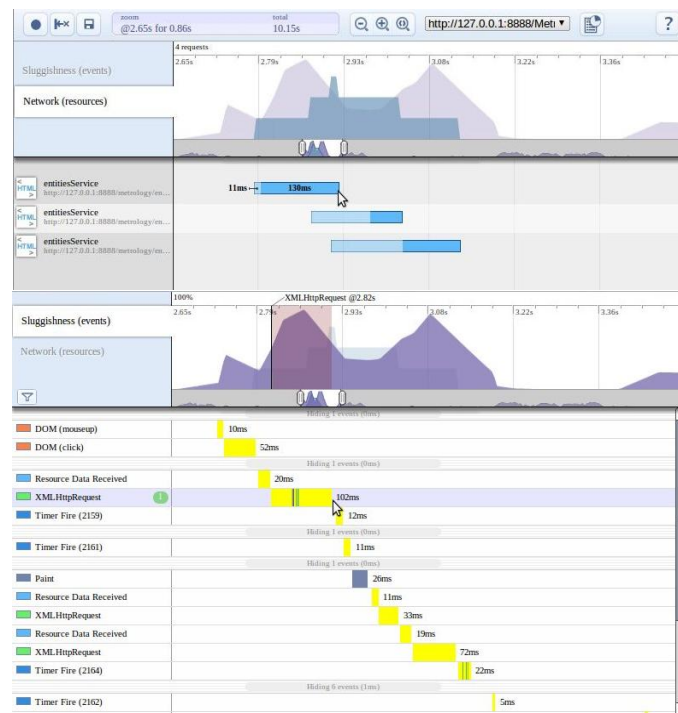 zoom
@2.65s for 0.86s
total
10.15s
http://127.0.0.1:8888/Met
?
4 requests
2.65s 2.79s 2.93s 3.08s 3.22s 3.36s
Sluggishness (events)
Network (resources)
HTML
entitiesService
http://127.0.0.1:8888/metrology/en...
11ms
130ms
HTML
entitiesService
http://127.0.0.1:8888/metrology/en...
HTML
entitiesService
http://127.0.0.1:8888/metrology/en...
100%
XMLHttpRequest @2.82s
2.65s 2.79s 2.93s 3.08s 3.22s 3.36s
Sluggishness (events)
Network (resources)
Hiding 1 events (0ms)
DOM (mouseup) 10ms
DOM (click) 52ms
Hiding 1 events (0ms)
Resource Data Received 20ms
XMLHttpRequest 1 102ms
Timer Fire (2159) 12ms
Hiding 1 events (0ms)
Timer Fire (2161) 11ms
Hiding 1 events (0ms)
Paint 26ms
Resource Data Received 11ms
XMLHttpRequest 33ms
Resource Data Received 19ms
XMLHttpRequest 72ms
Timer Fire (2164) 22ms
Hiding 6 events (1ms)
Timer Fire (2162) 5ms